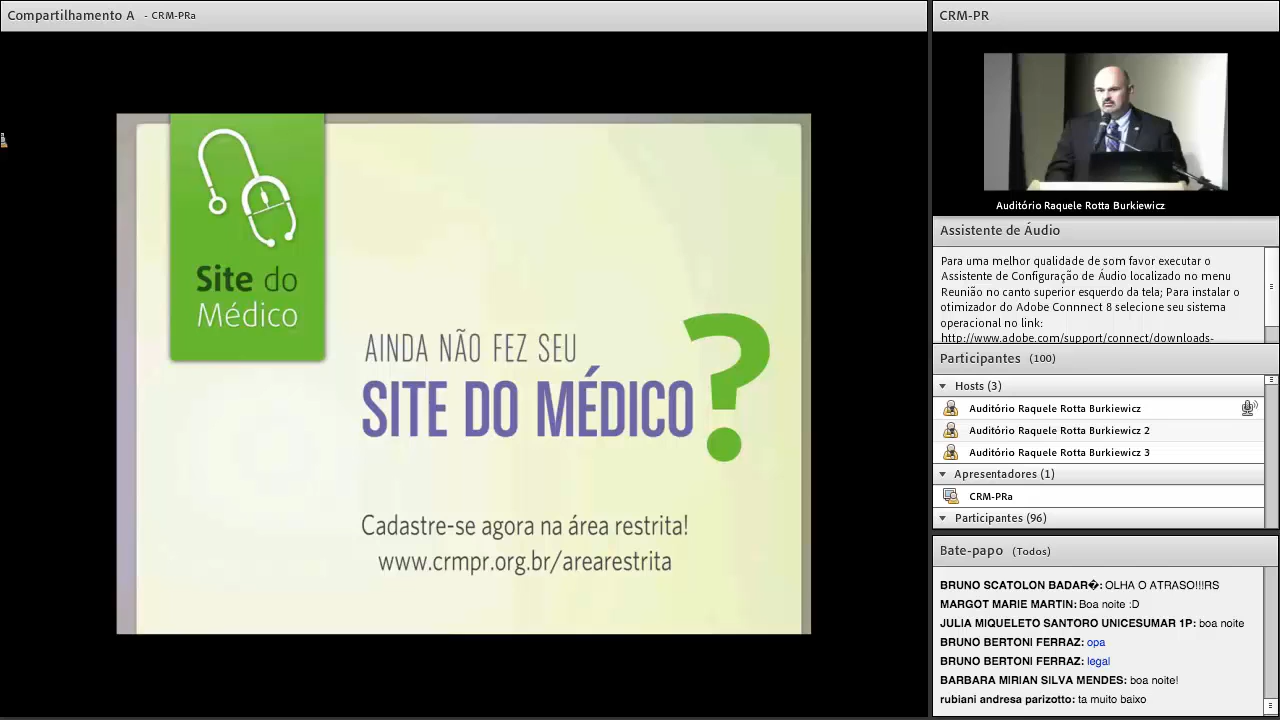 Compartilhamento A - CRM-PRa
Site do
Médico
AINDA NÃO FEZ SEU
SITE DO MÉDICO?
Cadastre-se agora na área restrita!
www.crmpr.org.br/arearestrita
CRM-PR
Auditório Raquele Rotta Burkiewicz
Assistente de Áudio
Para uma melhor qualidade de som favor executar o
Assistente de Configuração de Áudio localizado no menu
Reunião no canto superior esquerdo da tela; Para instalar o
otimizador do Adobe Connnect 8 selecione seu sistema
operacional no link:
http://www.adobe.com/support/connect/downloads-
Participantes (100)
Hosts (3)
Auditório Raquele Rotta Burkiewicz
Auditório Raquele Rotta Burkiewicz 2
Auditório Raquele Rotta Burkiewicz 3
Apresentadores (1)
CRM-PRa
Participantes (96)
Bate-papo (Todos)
BRUNO SCATOLON BADAR�: OLHA O ATRASO!!!RS
MARGOT MARIE MARTIN: Boa noite :D
JULIA MIQUELETO SANTORO UNICESUMAR 1P: boa noite
BRUNO BERTONI FERRAZ: opa
BRUNO BERTONI FERRAZ: legal
BARBARA MIRIAN SILVA MENDES: boa noite!
rubiani andresa parizotto: ta muito baixo